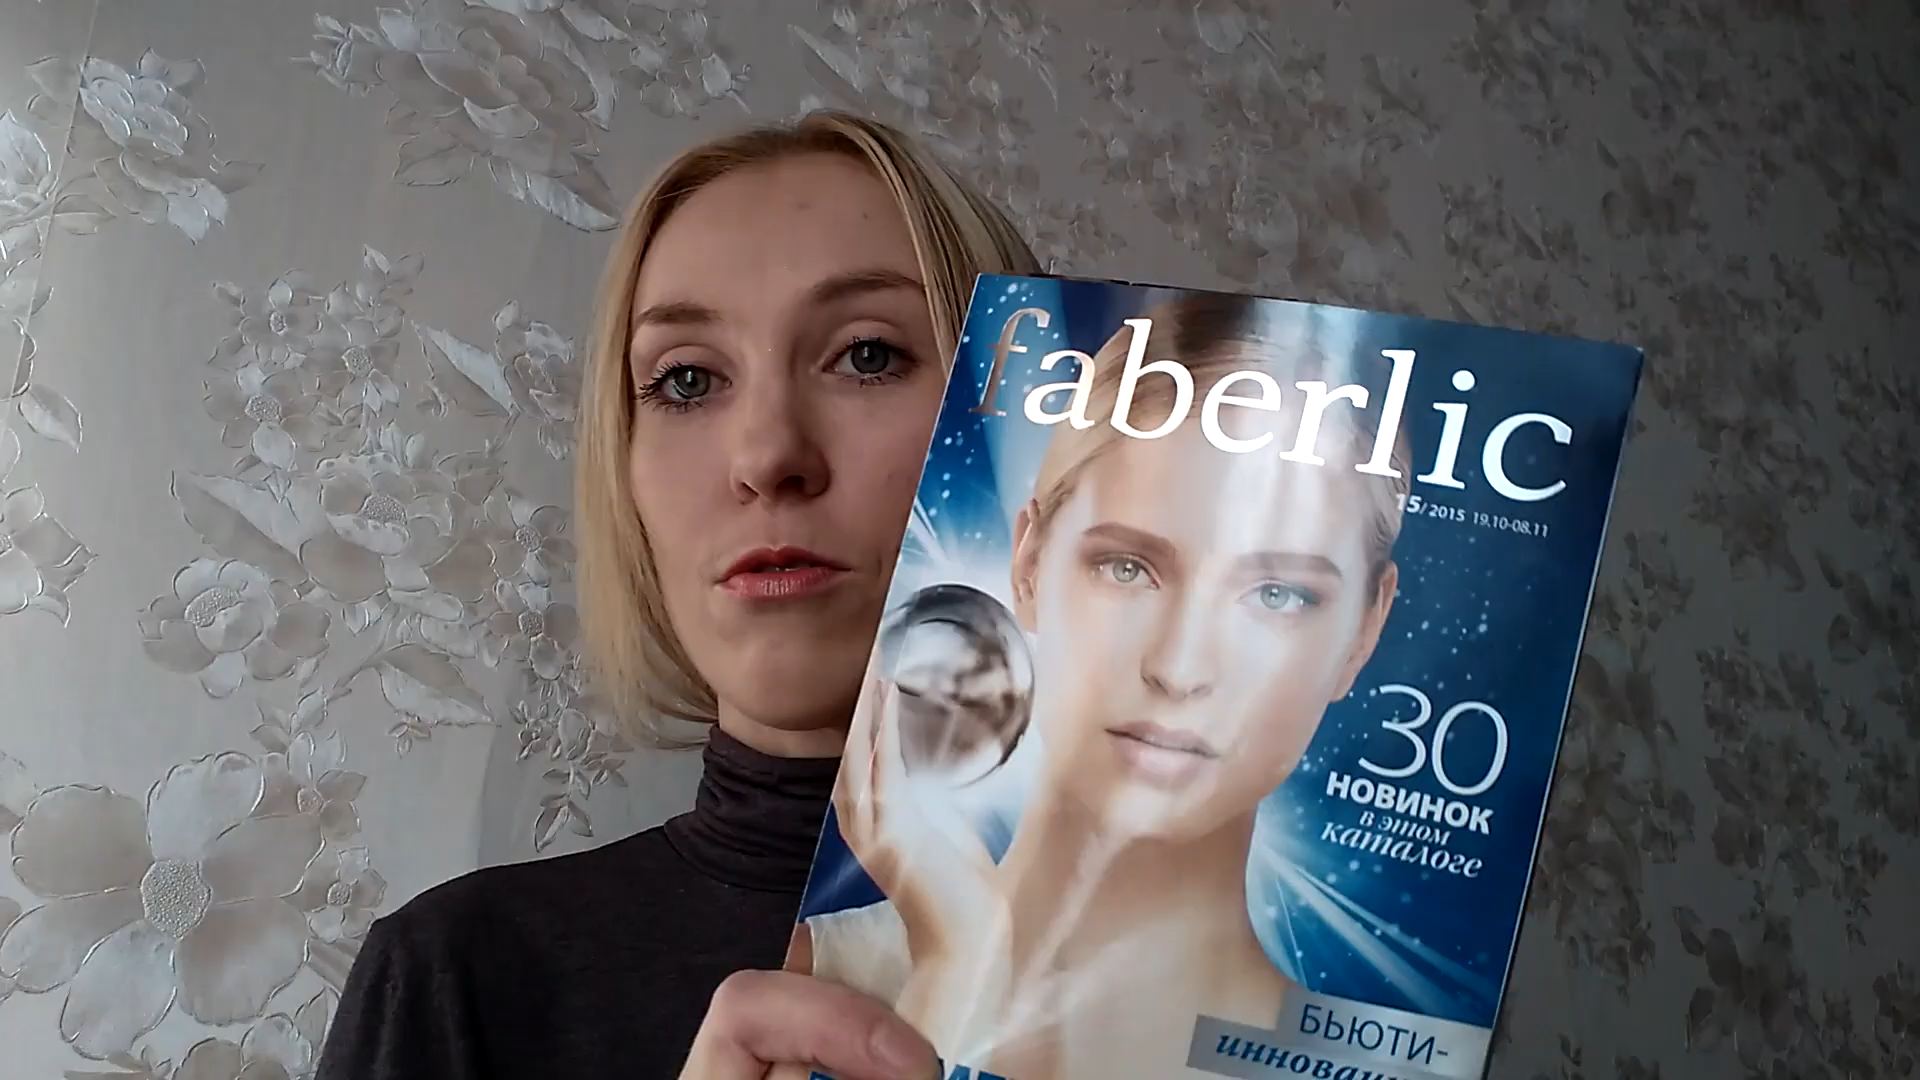 faberlic
15/2015 19.10-08.11
30
НОВИНОК
в этом
каталоге
БЬЮТИ-